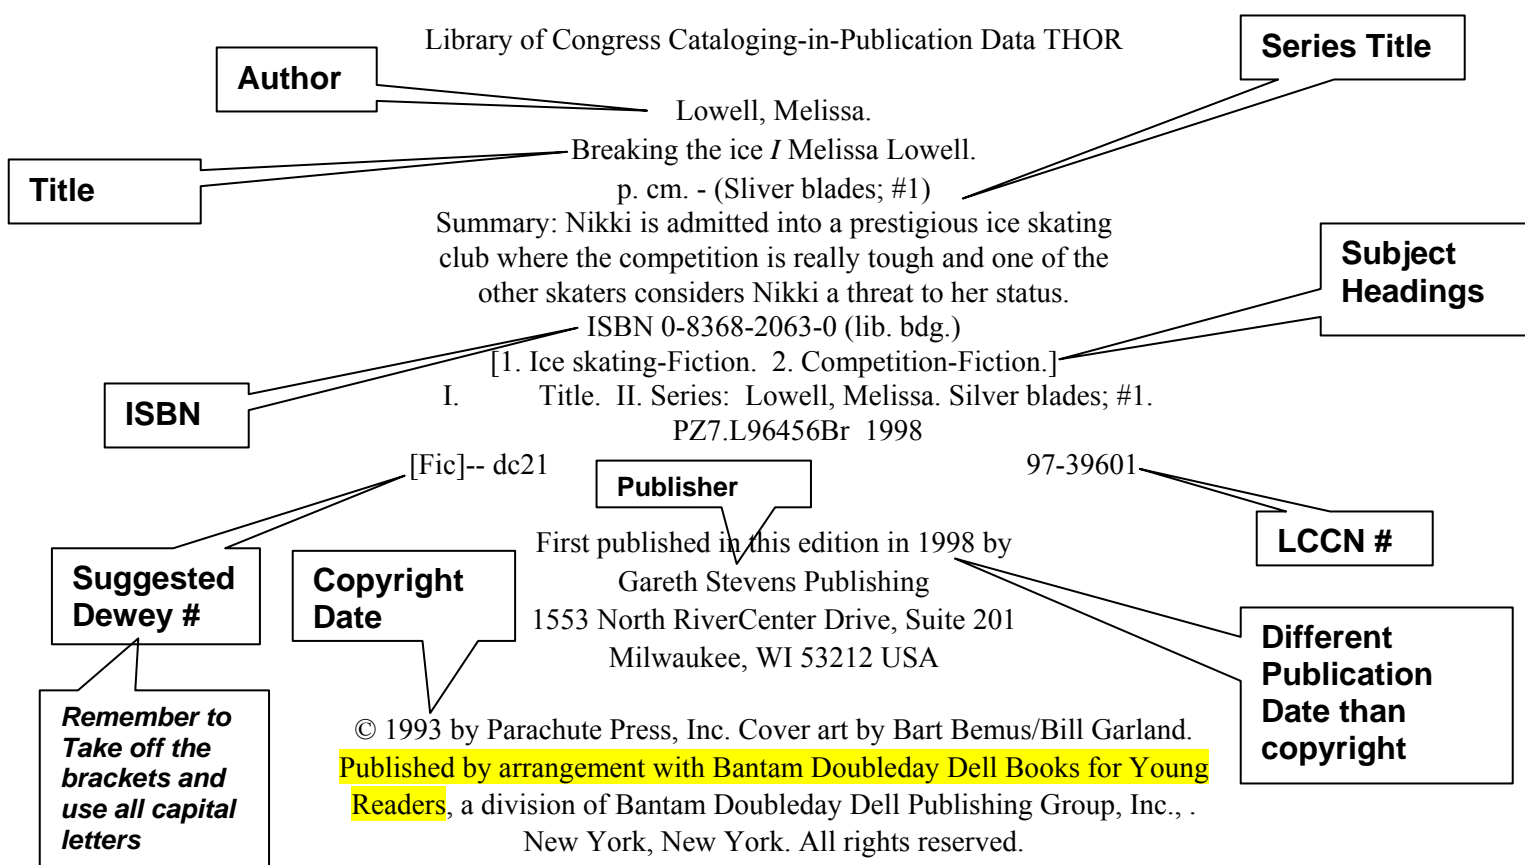 Library of Congress Cataloging-in-Publication Data THOR
Series Title
Author
Lowell, Melissa.
Breaking the ice I Melissa Lowell.
Title
p. cm. - (Sliver blades; #1)
Summary: Nikki is admitted into a prestigious ice skating
club where the competition is really tough and one of the
other skaters considers Nikki a threat to her status.
Subject
Headings
ISBN 0-8368-2063-0 (lib. bdg.)
[1. Ice skating-Fiction.  2. Competition-Fiction.]
ISBN
I. Title.  II. Series:  Lowell, Melissa. Silver blades; #1.
PZ7.L96456Br  1998
[Fic]-- dc21 97-39601
Publisher
LCCN #
First published in this edition in 1998 by
Gareth Stevens Publishing
1553 North RiverCenter Drive, Suite 201
Milwaukee, WI 53212 USA
Suggested
Dewey #
Copyright
Date
Different
Publication
Date than
copyright
Remember to
Take off the
brackets and
use all capital
letters
© 1993 by Parachute Press, Inc. Cover art by Bart Bemus/Bill Garland.
Published by arrangement with Bantam Doubleday Dell Books for Young
Readers, a division of Bantam Doubleday Dell Publishing Group, Inc., .
New York, New York. All rights reserved.